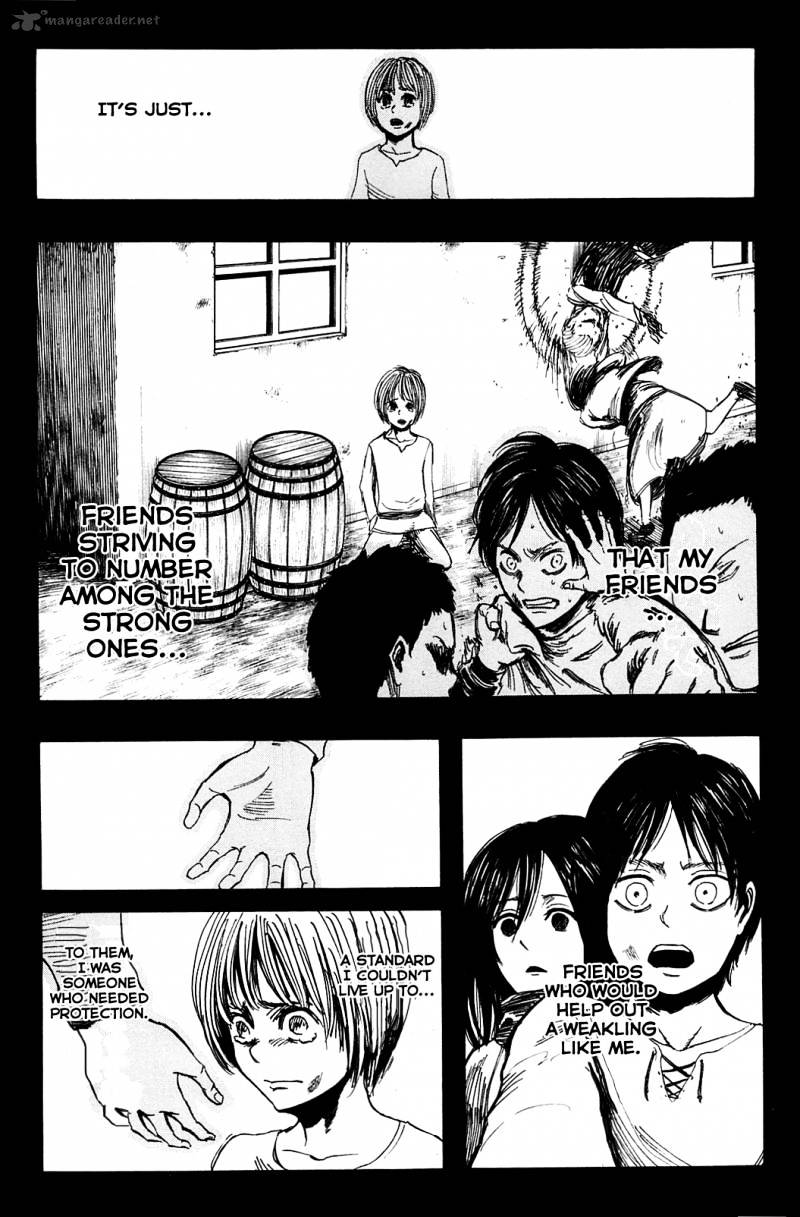 mangareader.net
IT'S JUST...
THAT MY
FRIENDS
...
FRIENDS
STRIVING
TO NUMBER
AMONG THE
STRONG
ONES...
FRIENDS
WHO WOULD
HELP OUT
A WEAKLING
LIKE ME.
A STANDARD
I COULDN'T
LIVE UP TO...
TO THEM,
I WAS
SOMEONE
WHO NEEDED
PROTECTION.